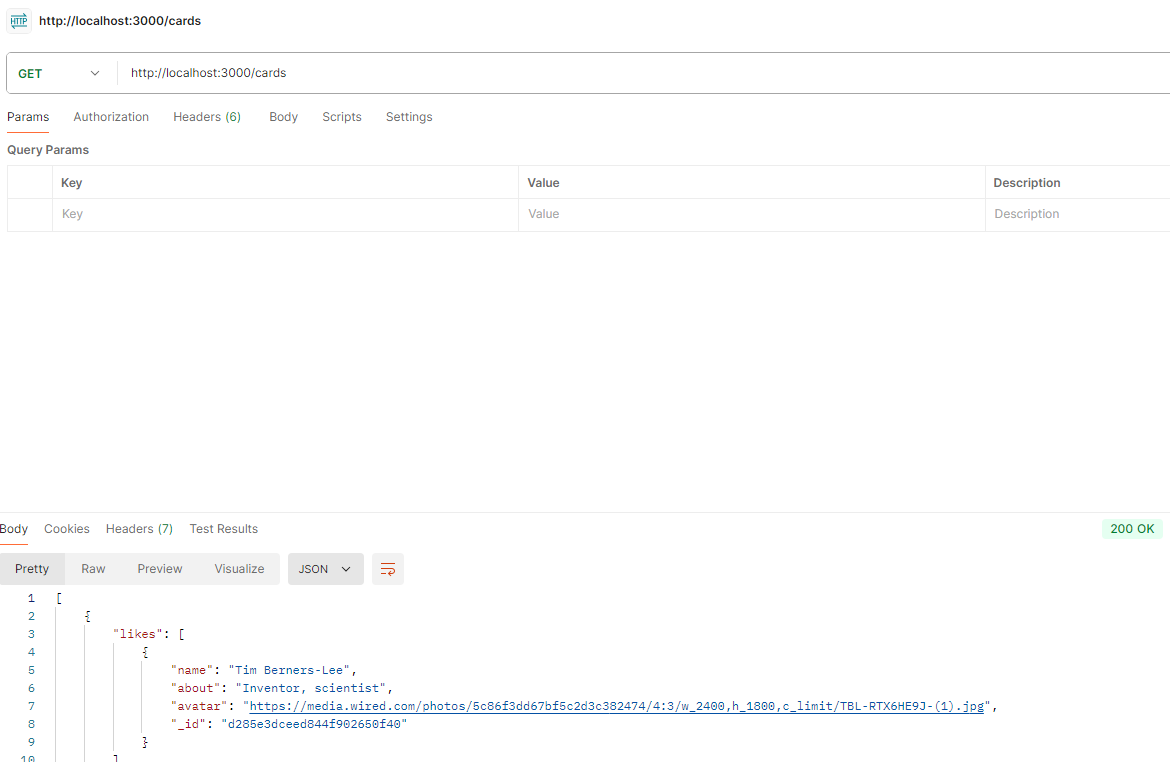 HTTP http://localhost:3000/cards
GET http://localhost:3000/cards
Params Authorization Headers (6) Body Scripts Settings
Query Params
Key Value Description
Key Value Description
Body Cookies Headers (7) Test Results 200 OK
Pretty Raw Preview Visualize JSON
1 [
2 {
3 "likes": [
4 {
5 "name": "Tim Berners-Lee",
6 "about": "Inventor, scientist",
7 "avatar": "https://media.wired.com/photos/5c86f3dd67bf5c2d3c382474/4:3/w_2400,h_1800,c_limit/TBL-RTX6HE9J-(1).jpg",
8 "_id": "d285e3dceed844f902650f40"
9 }
10 ]